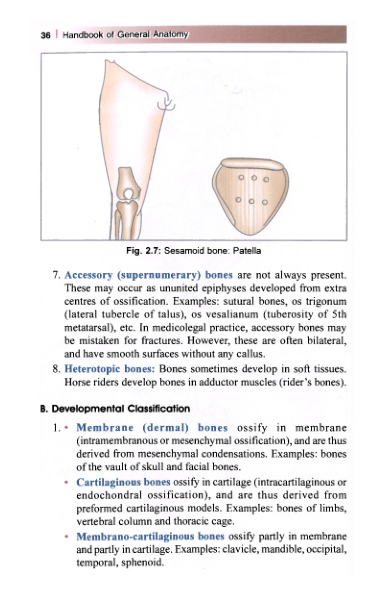 36 | Handbook of General Anatomy
Fig. 2.7: Sesamoid bone: Patella
7. Accessory (supernumerary) bones are not always present.
These may occur as ununited epiphyses developed from extra
centres of ossification. Examples: sutural bones, os trigonum
(lateral tubercle of talus), os vesalianum (tuberosity of 5th
metatarsal), etc. In medicolegal practice, accessory bones may
be mistaken for fractures. However, these are often bilateral,
and have smooth surfaces without any callus.
8. Heterotopic bones: Bones sometimes develop in soft tissues.
Horse riders develop bones in adductor muscles (rider's bones).
B. Developmental Classification
1. • Membrane (dermal) bones ossify in membrane
(intramembranous or mesenchymal ossification), and are thus
derived from mesenchymal condensations. Examples: bones
of the vault of skull and facial bones.
• Cartilaginous bones ossify in cartilage (intracartilaginous or
endochondral ossification), and are thus derived from
preformed cartilaginous models. Examples: bones of limbs,
vertebral column and thoracic cage.
• Membrano-cartilaginous bones ossify partly in membrane
and partly in cartilage. Examples: clavicle, mandible, occipital,
temporal, sphenoid.